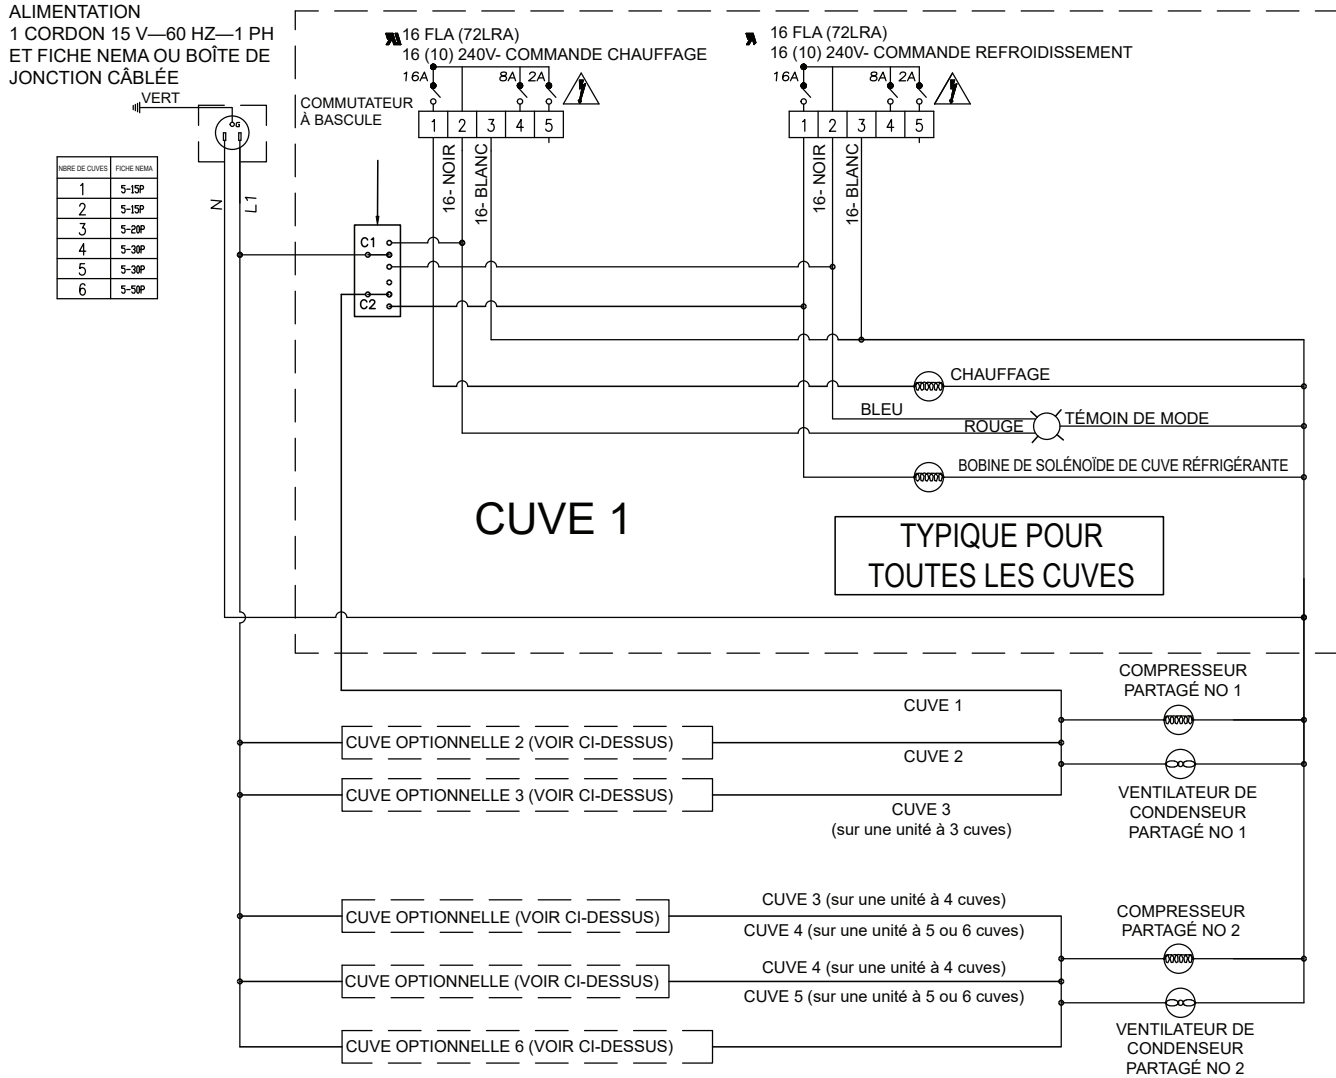 ALIMENTATION
1 CORDON 15 V—60 HZ—1 PH
ET FICHE NEMA OU BOÎTE DE
JONCTION CÂBLÉE
VERT
G
N
L1
NBRE DE CUVES FICHE NEMA
1 5-15P
2 5-15P
3 5-20P
4 5-30P
5 5-30P
6 5-50P
COMMUTATEUR
À BASCULE
16 FLA (72LRA)
16 (10) 240V- COMMANDE CHAUFFAGE
16A 8A 2A
1 2 3 4 5
16- NOIR
16- BLANC
16 FLA (72LRA)
16 (10) 240V- COMMANDE REFROIDISSEMENT
16A 8A 2A
1 2 3 4 5
16- NOIR
16- BLANC
C1
C2
CHAUFFAGE
BLEU
ROUGE
TÉMOIN DE MODE
BOBINE DE SOLÉNOÏDE DE CUVE RÉFRIGÉRANTE
CUVE 1
TYPIQUE POUR
TOUTES LES CUVES
COMPRESSEUR
PARTAGÉ NO 1
CUVE 1
CUVE OPTIONNELLE 2 (VOIR CI-DESSUS)
CUVE 2
CUVE OPTIONNELLE 3 (VOIR CI-DESSUS)
CUVE 3
(sur une unité à 3 cuves)
VENTILATEUR DE
CONDENSEUR
PARTAGÉ NO 1
CUVE OPTIONNELLE (VOIR CI-DESSUS)
CUVE 3 (sur une unité à 4 cuves)
CUVE 4 (sur une unité à 5 ou 6 cuves)
COMPRESSEUR
PARTAGÉ NO 2
CUVE OPTIONNELLE (VOIR CI-DESSUS)
CUVE 4 (sur une unité à 4 cuves)
CUVE 5 (sur une unité à 5 ou 6 cuves)
CUVE OPTIONNELLE 6 (VOIR CI-DESSUS)
VENTILATEUR DE
CONDENSEUR
PARTAGÉ NO 2